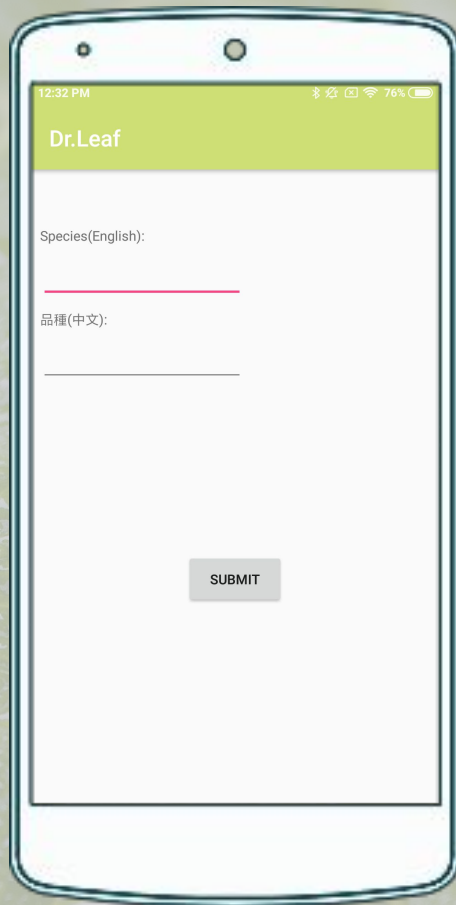 12:32 PM 76%
Dr.Leaf
Species(English):
品種(中文):
SUBMIT